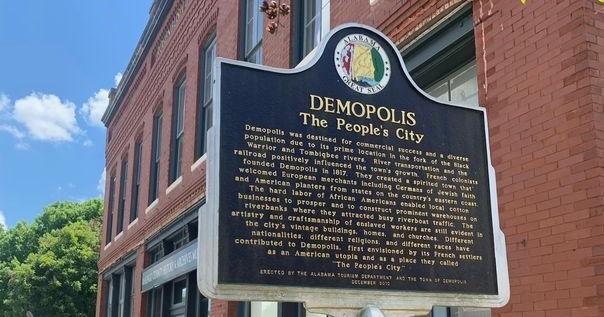 ALABAMA
GREAT SEAL
DEMOPOLIS
The People's City
Demopolis was destined for commercial success and a diverse
population due to its prime location in the fork of the Black
Warrior and Tombigbee rivers. River transportation and the
railroad positively influenced the town's growth. French colonists
founded Demopolis in 1817. They created a spirited town that
welcomed European merchants including Germans of Jewish faith
and American planters from states on the country's eastern coast.
The hard labor of African Americans enabled local cotton
businesses to prosper and to construct prominent warehouses on
riverbanks where they attracted busy riverboat traffic. The
artistry and craftsmanship of enslaved workers are still evident in
the city's vintage buildings, homes, and churches. Different
nationalities, different religions, and different races have
contributed to Demopolis, first envisioned by its French settlers
as an American utopia and as a place they called
"The People's City."
ERECTED BY THE ALABAMA TOURISM DEPARTMENT AND THE TOWN OF DEMOPOLIS
DECEMBER 2010
COUNTY HISTORY & ARCHIVES